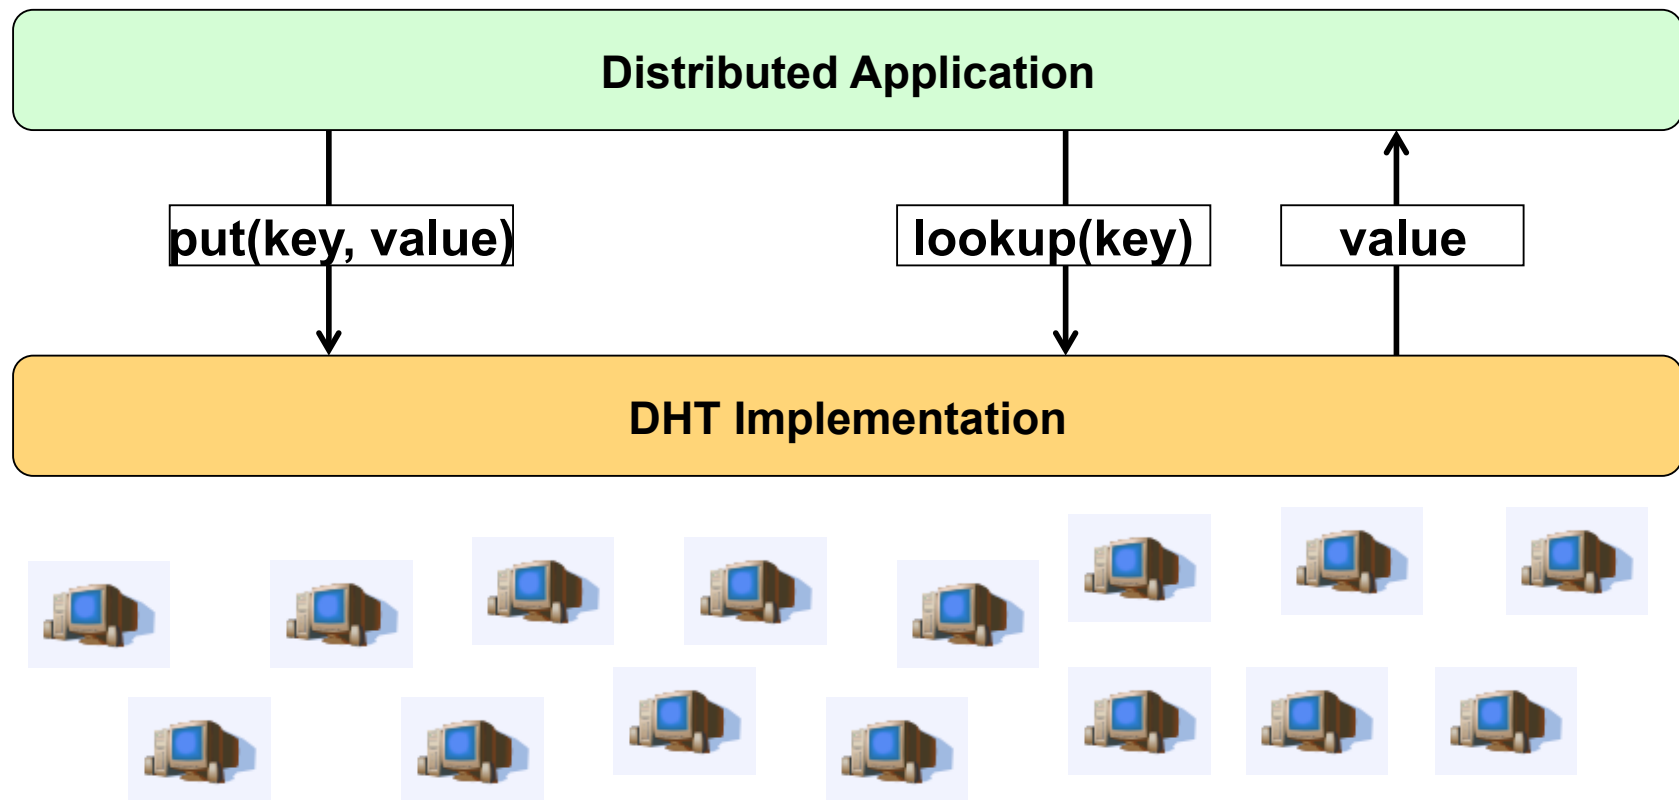 Distributed Application
put(key, value)
lookup(key)
value
DHT Implementation